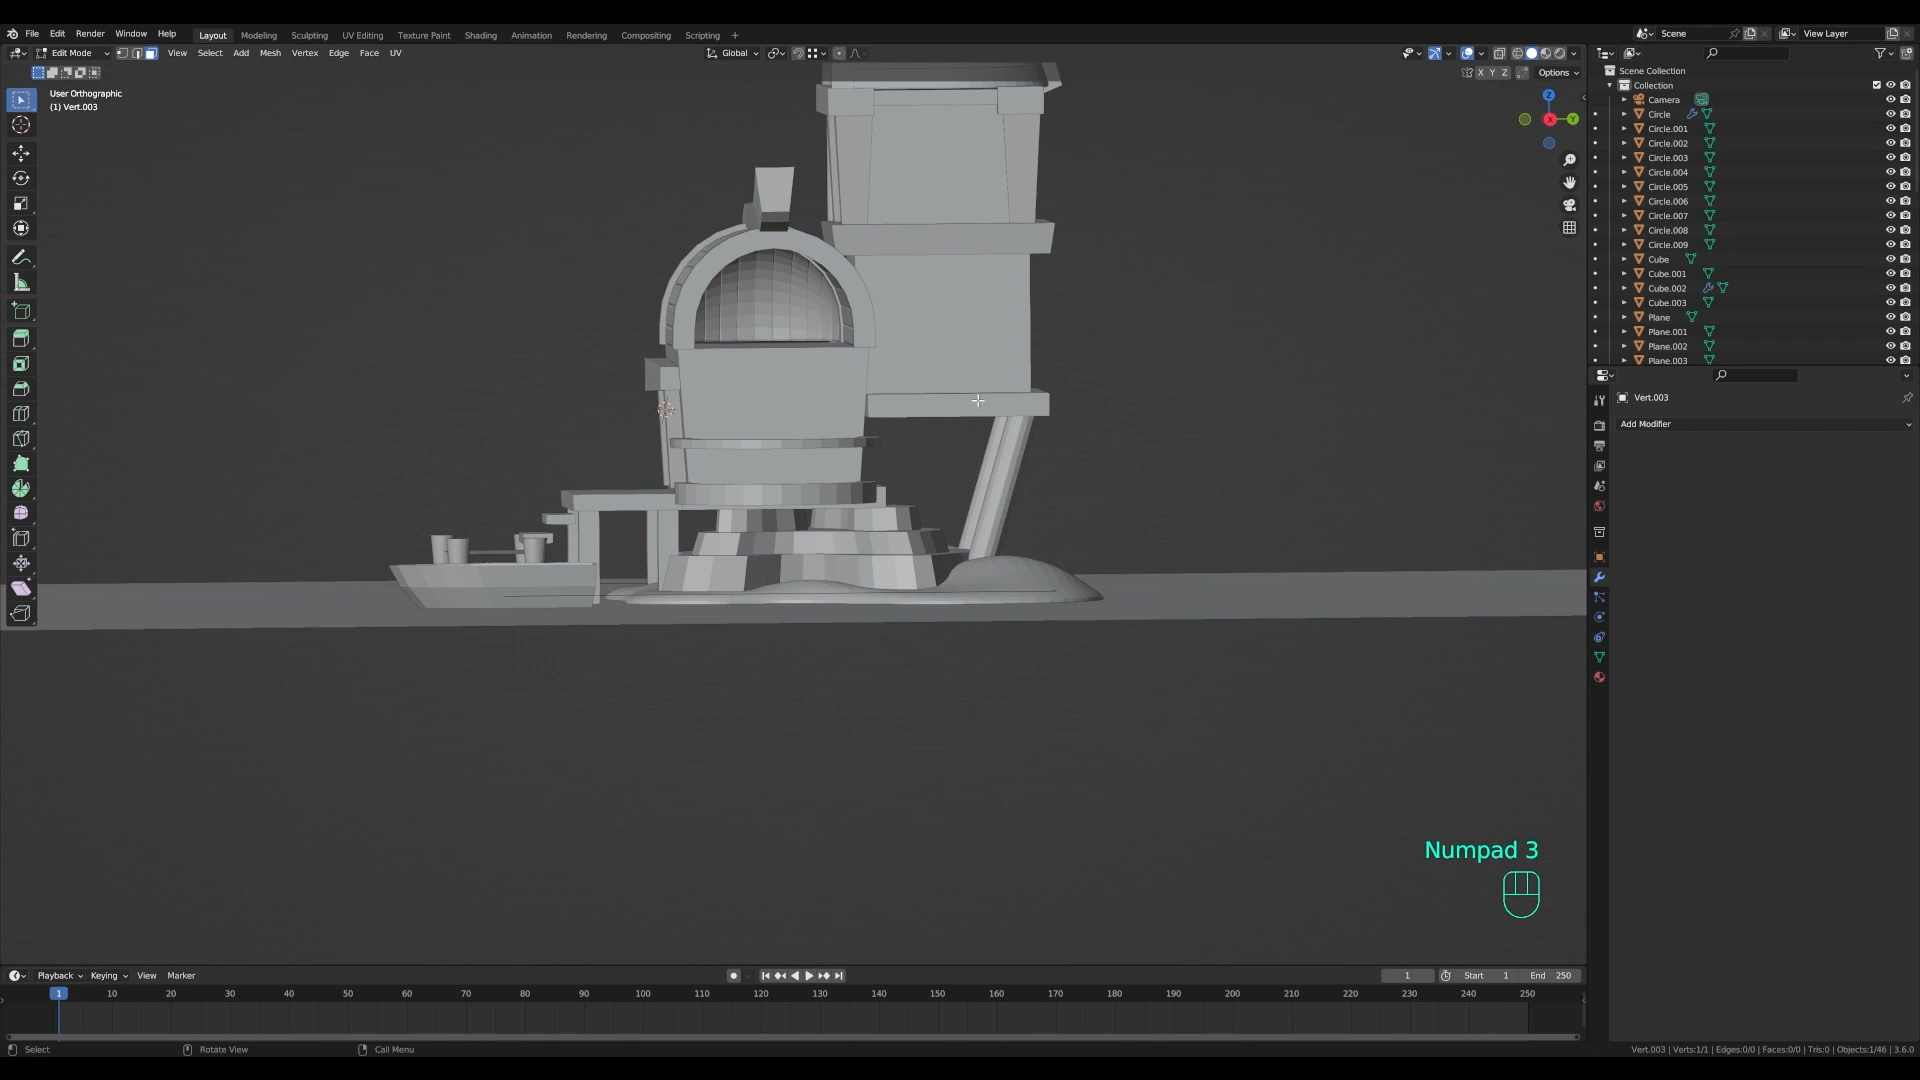 File Edit Render Window Help Layout Modeling Sculpting UV Editing Texture Paint Shading Animation Rendering Compositing Scripting + Scene View Layer
Edit Mode View Select Add Mesh Vertex Edge Face UV Global
X Y Z Options
User Orthographic
(1) Vert.003
Z
X
Y
Scene Collection
Collection
Camera
Circle
Circle.001
Circle.002
Circle.003
Circle.004
Circle.005
Circle.006
Circle.007
Circle.008
Circle.009
Cube
Cube.001
Cube.002
Cube.003
Plane
Plane.001
Plane.002
Plane.003
Vert.003
Add Modifier
Numpad 3
Playback Keying View Marker 1 Start 1 End 250
1 10 20 30 40 50 60 70 80 90 100 110 120 130 140 150 160 170 180 190 200 210 220 230 240 250
Select Rotate View Call Menu Vert.003 | Verts:1/1 | Edges:0/0 | Faces:0/0 | Tris:0 | Objects:1/46 | 3.6.0